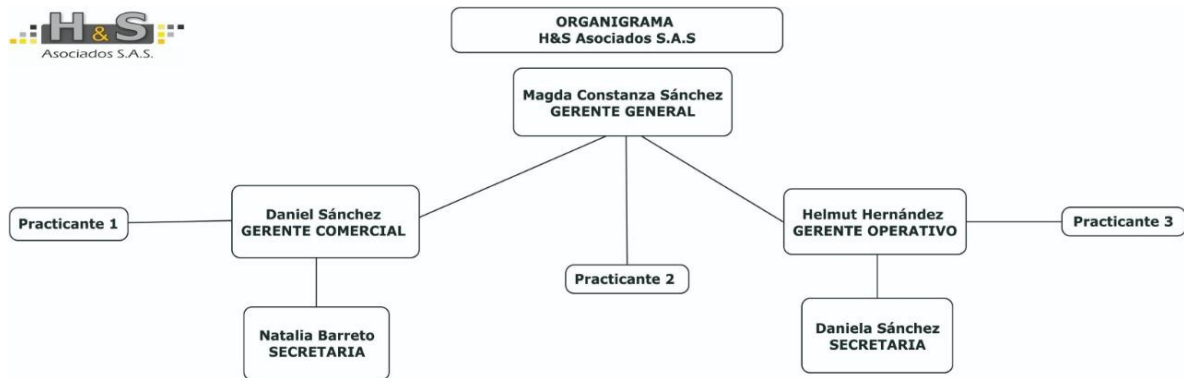 H&S
Asociados S.A.S.
ORGANIGRAMA
H&S Asociados S.A.S
Magda Constanza Sánchez
GERENTE GENERAL
Practicante 1
Daniel Sánchez
GERENTE COMERCIAL
Helmut Hernández
GERENTE OPERATIVO
Practicante 3
Practicante 2
Natalia Barreto
SECRETARIA
Daniela Sánchez
SECRETARIA